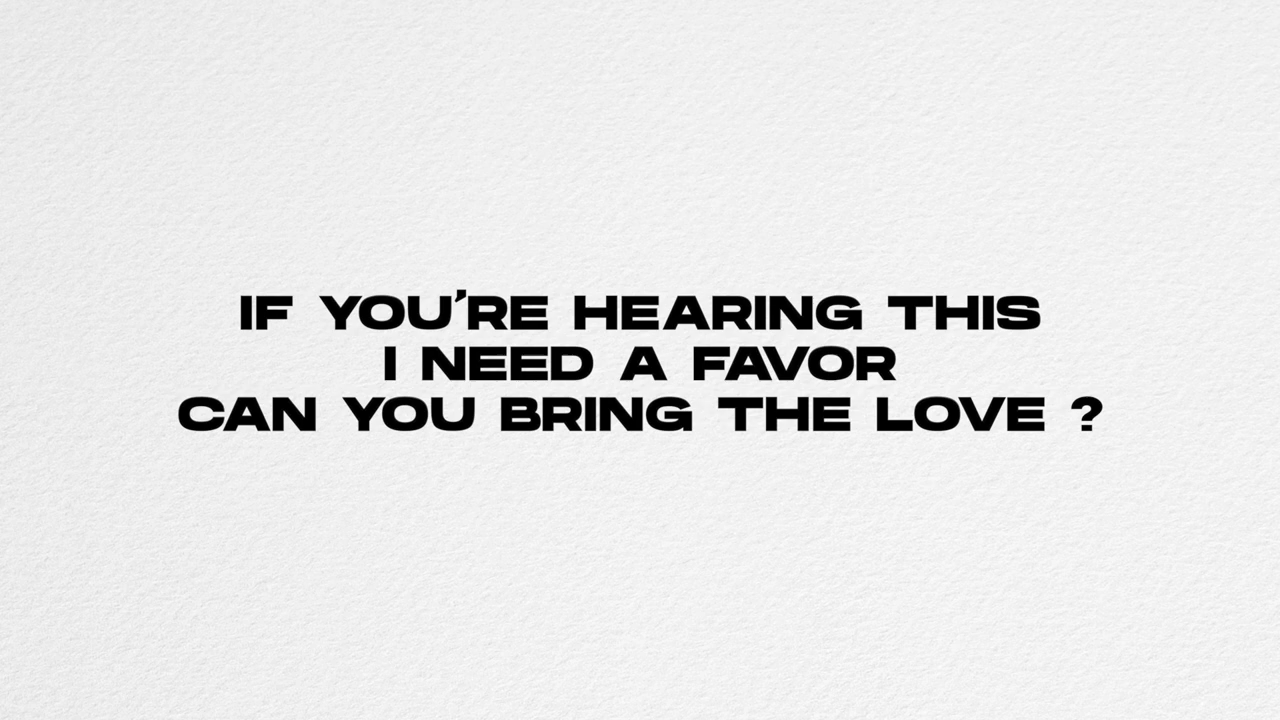 IF YOU'RE HEARING THIS
I NEED A FAVOR
CAN YOU BRING THE LOVE ?